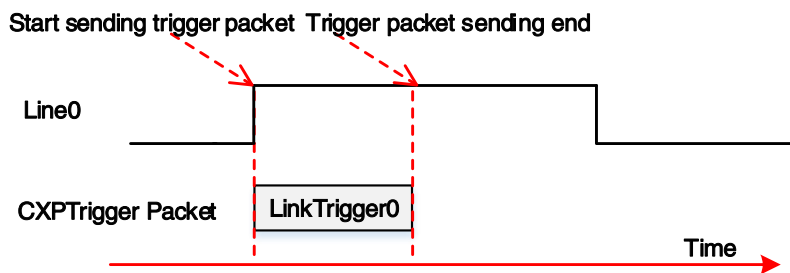 Start sending trigger packet Trigger packet sending end
Line0
CXPTrigger Packet LinkTrigger0
Time